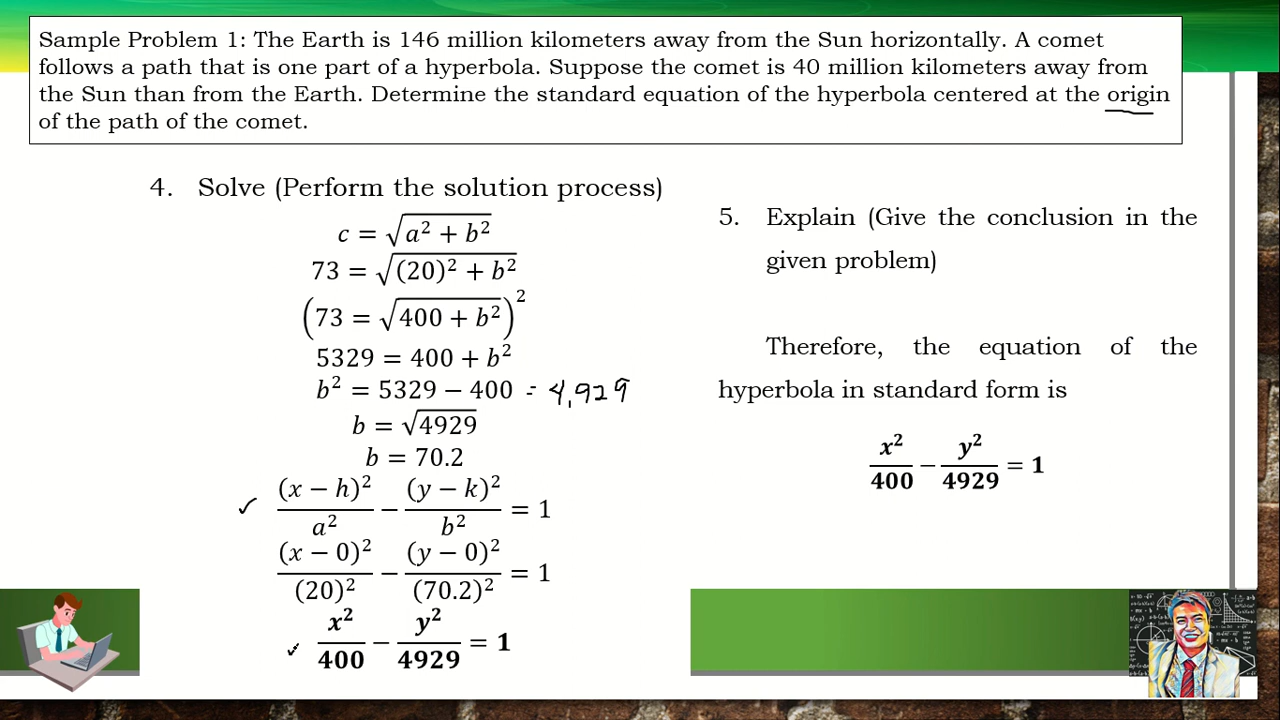 Sample Problem 1: The Earth is 146 million kilometers away from the Sun horizontally. A comet
follows a path that is one part of a hyperbola. Suppose the comet is 40 million kilometers away from
the Sun than from the Earth. Determine the standard equation of the hyperbola centered at the origin
of the path of the comet.
4. Solve (Perform the solution process)
c = √(a² + b²)
73 = √((20)² + b²)
(73 = √(400 + b²))²
5329 = 400 + b²
b² = 5329 − 400 = 4,929
b = √4929
b = 70.2
✓ (x − h)²/a² − (y − k)²/b² = 1
(x − 0)²/(20)² − (y − 0)²/(70.2)² = 1
✓ x²/400 − y²/4929 = 1
5. Explain (Give the conclusion in the
given problem)
Therefore, the equation of the
hyperbola in standard form is
x²/400 − y²/4929 = 1